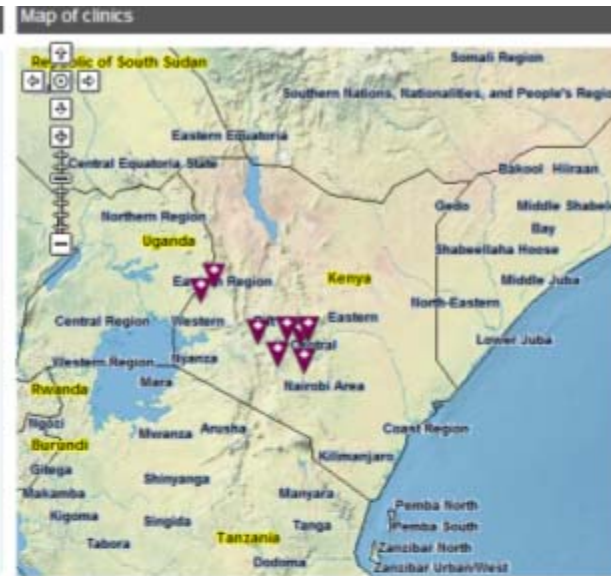 Map of clinics
Somali Region
Republic of South Sudan
Southern Nations, Nationalities, and People's Regio
Eastern Equatoria
Central Equatoria State
Bakool Hiiraan
Gedo Middle Shabel
Northern Region
Bay
Uganda
Shabeellaha Hoose
Kenya
Middle Juba
Region
North-Eastern
Central Region Western Eastern
Central
Lower Juba
Western Region Nyanza
Mara
Nairobi Area
Rwanda
Ngozi
Mwanza Arusha
Coast Region
Burundi
Kilimanjaro
Gitega
Shinyanga
Makamba
Manyara
Kigoma
Singida
Tanga
Pemba North
Pemba South
Tabora
Tanzania
Zanzibar North
Dodoma
Zanzibar Urban/West